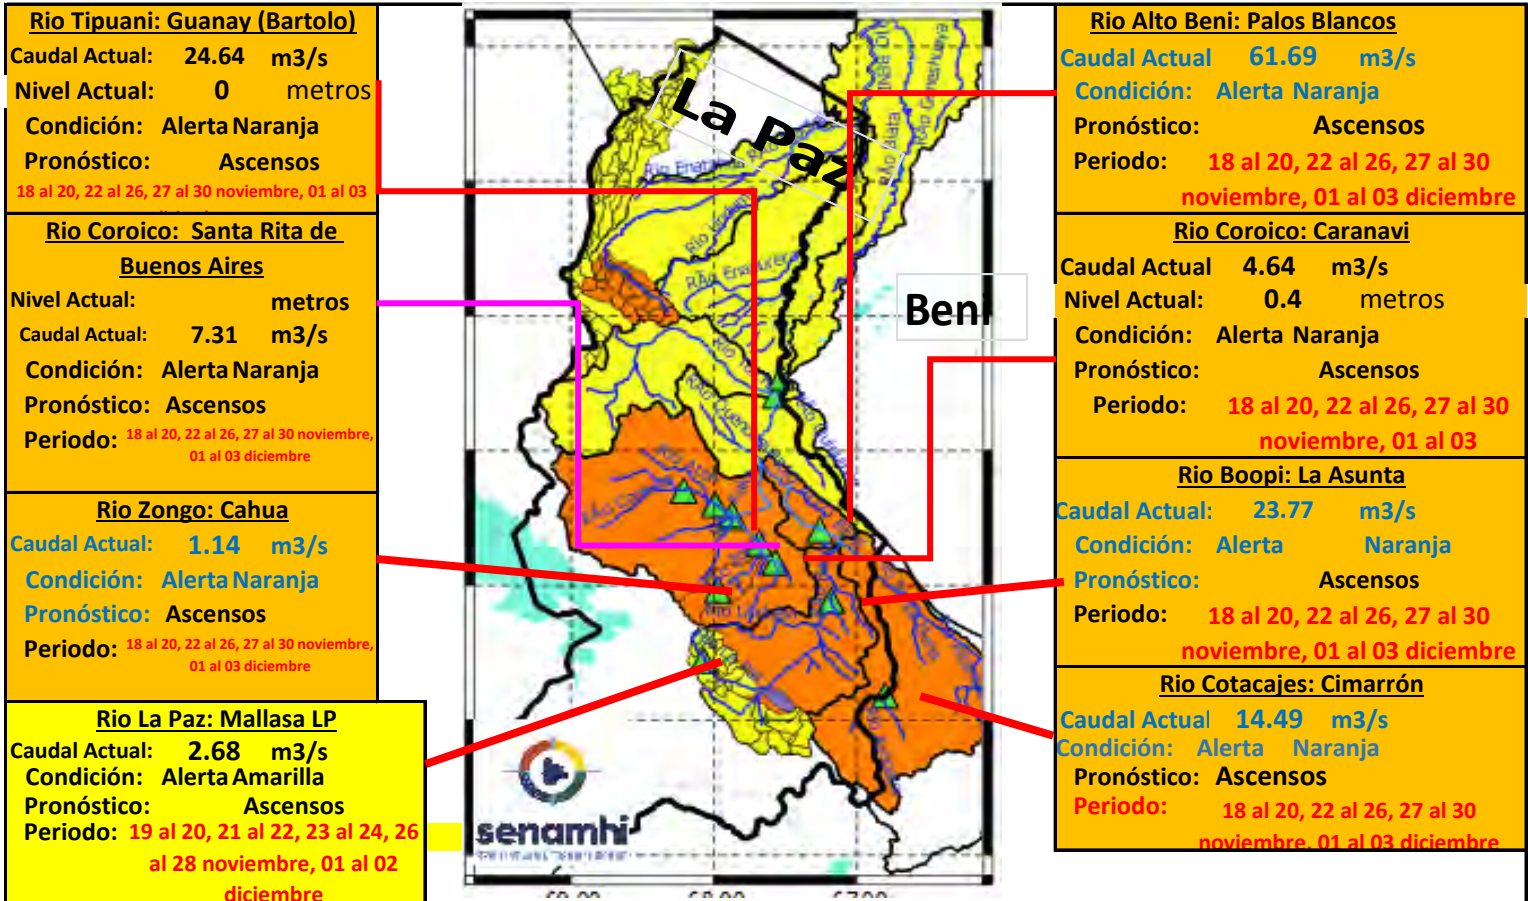 Rio Tipuani: Guanay (Bartolo)
Caudal Actual: 24.64 m3/s
Nivel Actual: 0 metros
Condición: Alerta Naranja
Pronóstico: Ascensos
18 al 20, 22 al 26, 27 al 30 noviembre, 01 al 03
Rio Coroico: Santa Rita de
Buenos Aires
Nivel Actual: metros
Caudal Actual: 7.31 m3/s
Condición: Alerta Naranja
Pronóstico: Ascensos
Periodo: 18 al 20, 22 al 26, 27 al 30 noviembre,
01 al 03 diciembre
Rio Zongo: Cahua
Caudal Actual: 1.14 m3/s
Condición: Alerta Naranja
Pronóstico: Ascensos
Periodo: 18 al 20, 22 al 26, 27 al 30 noviembre,
01 al 03 diciembre
Rio La Paz: Mallasa LP
Caudal Actual: 2.68 m3/s
Condición: Alerta Amarilla
Pronóstico: Ascensos
Periodo: 19 al 20, 21 al 22, 23 al 24, 26
al 28 noviembre, 01 al 02
diciembre
La Paz
Beni
senamhi
Rio Alto Beni: Palos Blancos
Caudal Actual 61.69 m3/s
Condición: Alerta Naranja
Pronóstico: Ascensos
Periodo: 18 al 20, 22 al 26, 27 al 30
noviembre, 01 al 03 diciembre
Rio Coroico: Caranavi
Caudal Actual 4.64 m3/s
Nivel Actual: 0.4 metros
Condición: Alerta Naranja
Pronóstico: Ascensos
Periodo: 18 al 20, 22 al 26, 27 al 30
noviembre, 01 al 03
Rio Boopi: La Asunta
Caudal Actual: 23.77 m3/s
Condición: Alerta Naranja
Pronóstico: Ascensos
Periodo: 18 al 20, 22 al 26, 27 al 30
noviembre, 01 al 03 diciembre
Rio Cotacajes: Cimarrón
Caudal Actual 14.49 m3/s
Condición: Alerta Naranja
Pronóstico: Ascensos
Periodo: 18 al 20, 22 al 26, 27 al 30
noviembre, 01 al 03 diciembre